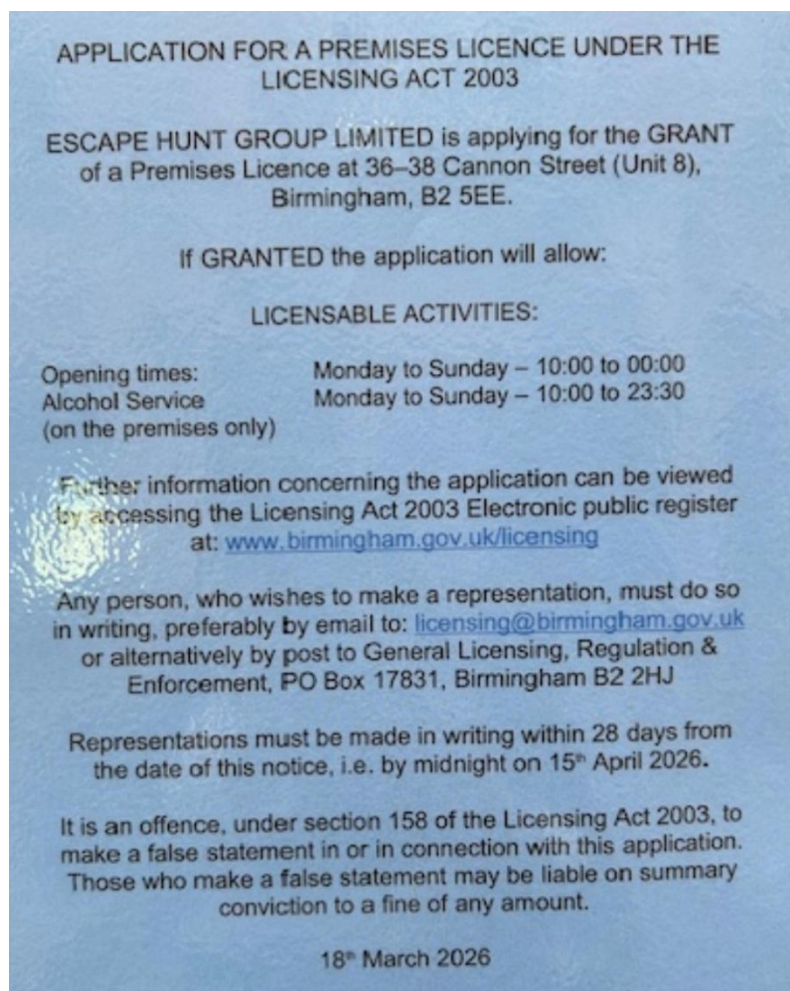 APPLICATION FOR A PREMISES LICENCE UNDER THE
LICENSING ACT 2003
ESCAPE HUNT GROUP LIMITED is applying for the GRANT
of a Premises Licence at 36–38 Cannon Street (Unit 8),
Birmingham, B2 5EE.
If GRANTED the application will allow:
LICENSABLE ACTIVITIES:
Opening times: Monday to Sunday – 10:00 to 00:00
Alcohol Service Monday to Sunday – 10:00 to 23:30
(on the premises only)
Further information concerning the application can be viewed
by accessing the Licensing Act 2003 Electronic public register
at: www.birmingham.gov.uk/licensing
Any person, who wishes to make a representation, must do so
in writing, preferably by email to: licensing@birmingham.gov.uk
or alternatively by post to General Licensing, Regulation &
Enforcement, PO Box 17831, Birmingham B2 2HJ
Representations must be made in writing within 28 days from
the date of this notice, i.e. by midnight on 15th April 2026.
It is an offence, under section 158 of the Licensing Act 2003, to
make a false statement in or in connection with this application.
Those who make a false statement may be liable on summary
conviction to a fine of any amount.
18th March 2026